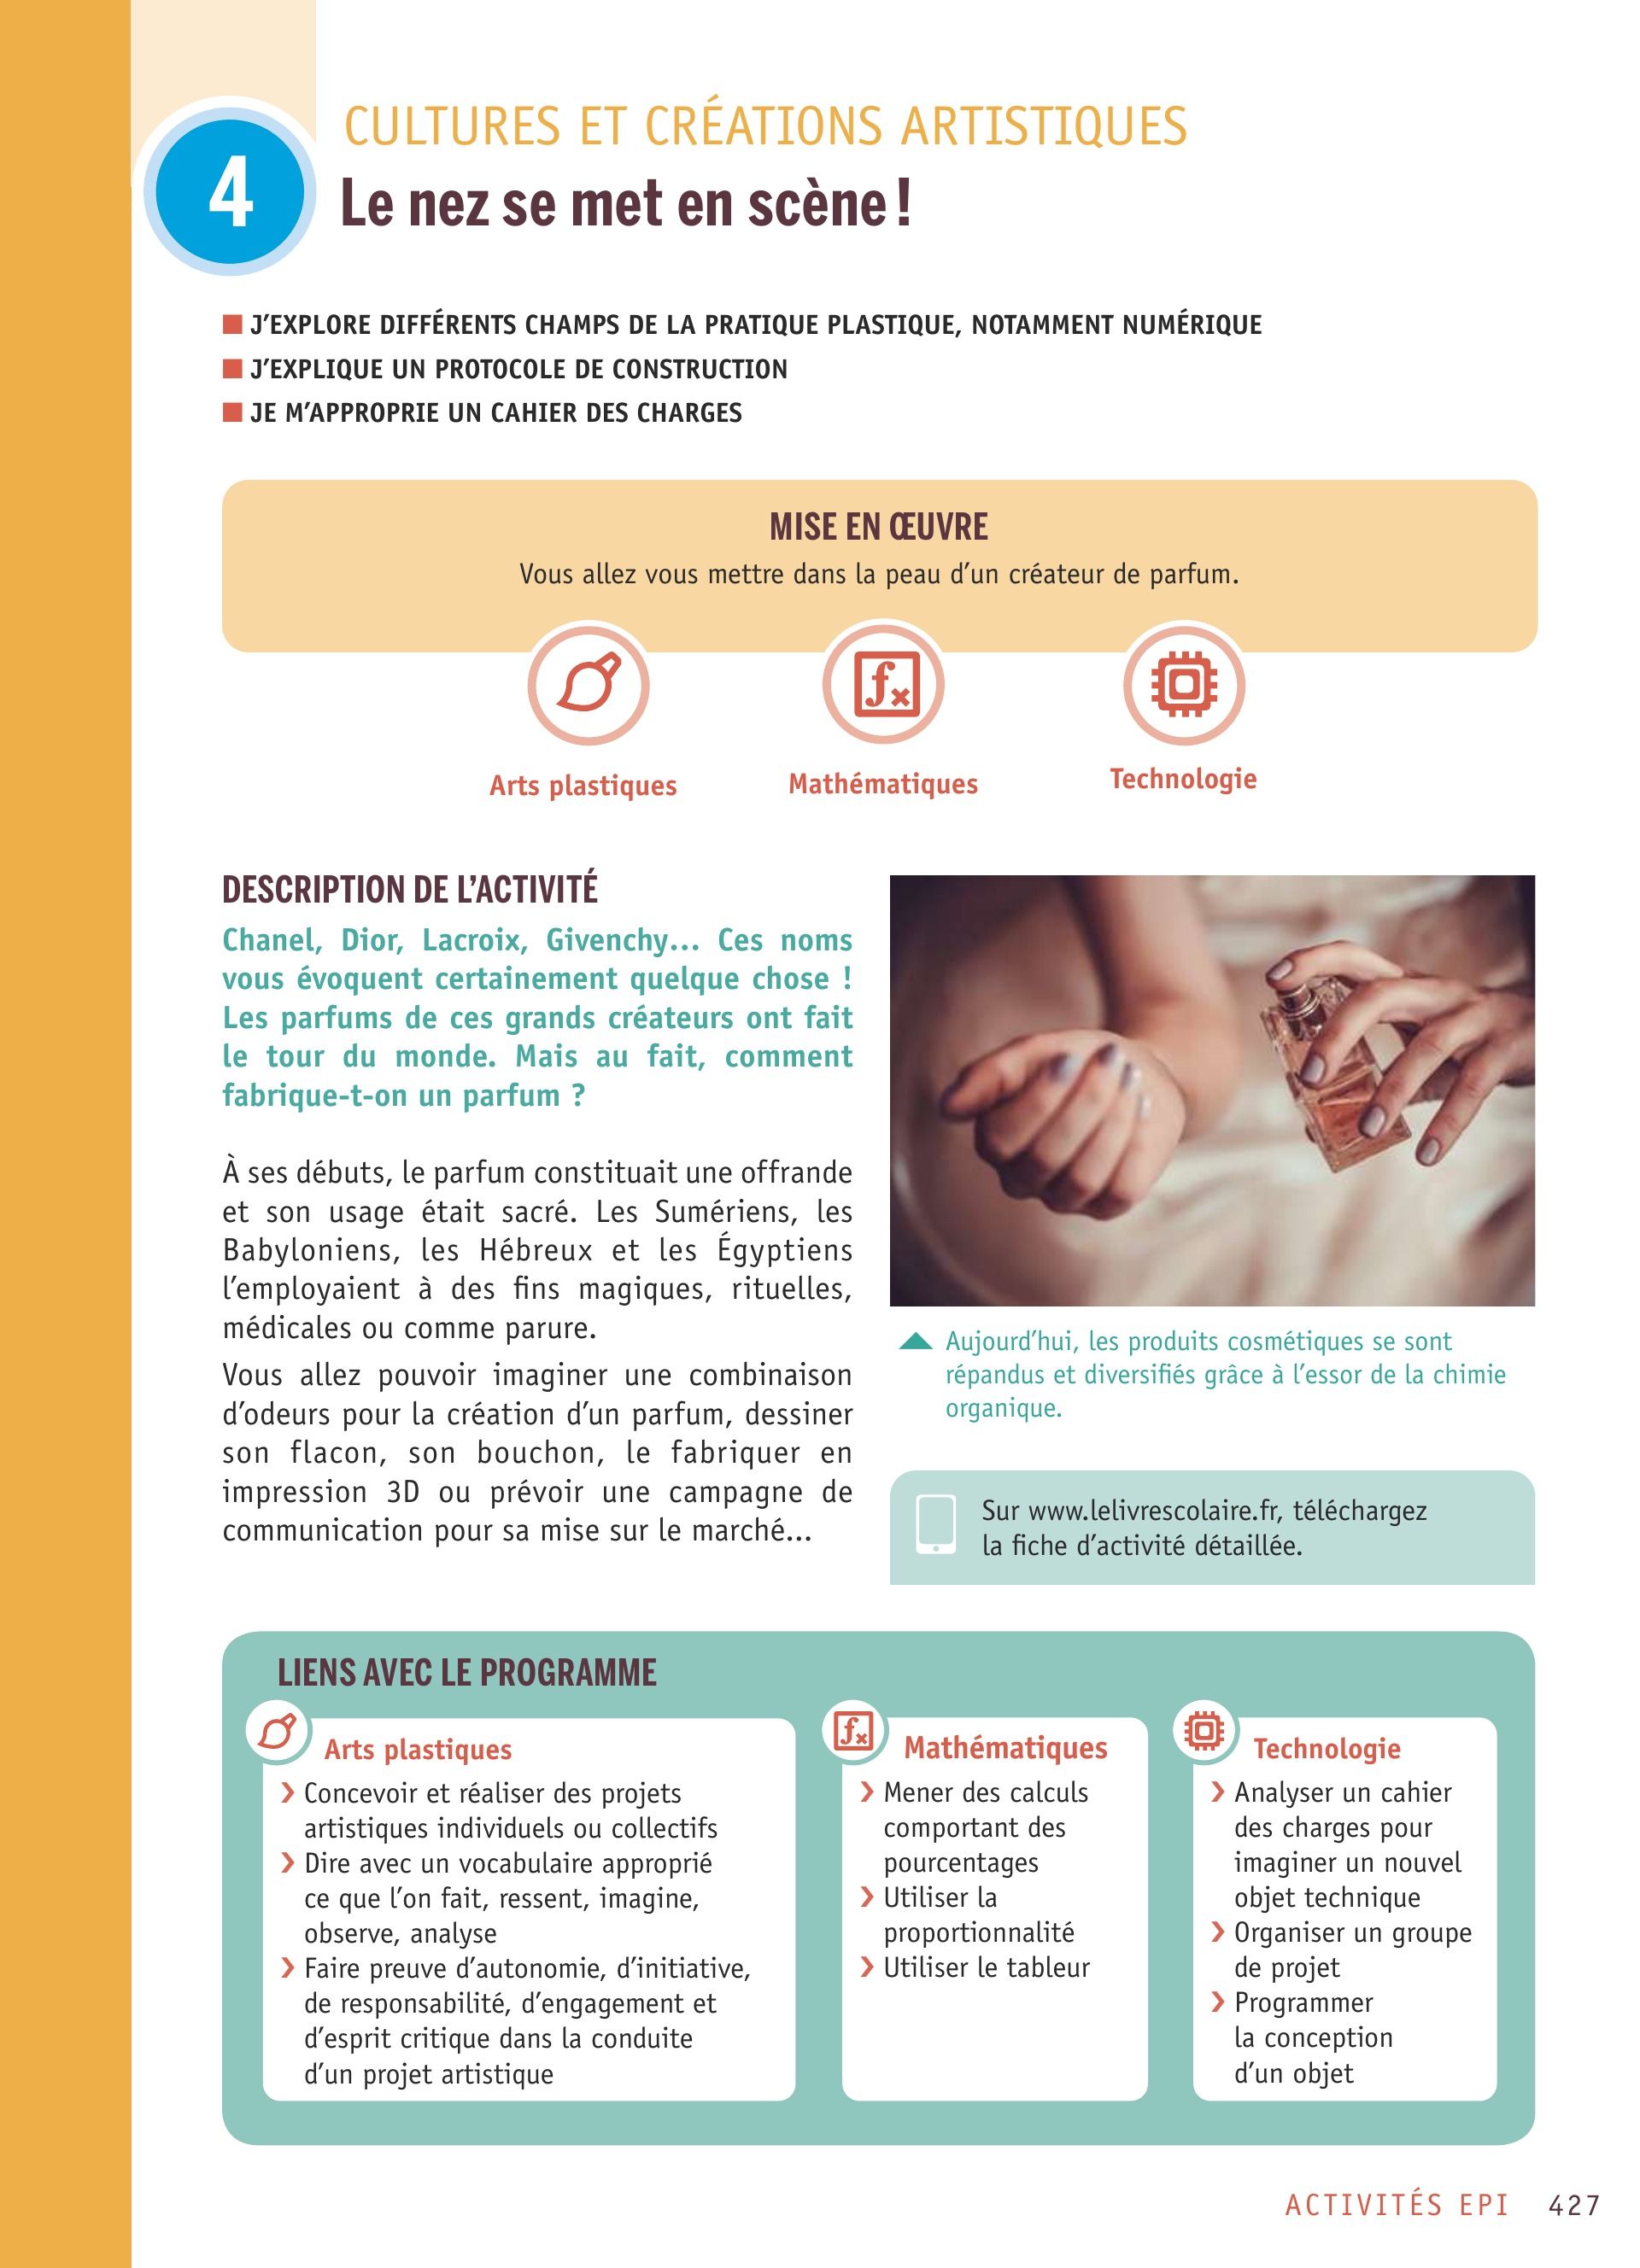 CULTURES ET CRÉATIONS ARTISTIQUES
4
Le nez se met en scène !
J'EXPLORE DIFFÉRENTS CHAMPS DE LA PRATIQUE PLASTIQUE, NOTAMMENT NUMÉRIQUE
J'EXPLIQUE UN PROTOCOLE DE CONSTRUCTION
JE M'APPROPRIE UN CAHIER DES CHARGES
MISE EN ŒUVRE
Vous allez vous mettre dans la peau d'un créateur de parfum.
Arts plastiques
Mathématiques
Technologie
DESCRIPTION DE L'ACTIVITÉ
Chanel, Dior, Lacroix, Givenchy... Ces noms
vous évoquent certainement quelque chose !
Les parfums de ces grands créateurs ont fait
le tour du monde. Mais au fait, comment
fabrique-t-on un parfum ?
À ses débuts, le parfum constituait une offrande
et son usage était sacré. Les Sumériens, les
Babyloniens, les Hébreux et les Égyptiens
l'employaient à des fins magiques, rituelles,
médicales ou comme parure.
Vous allez pouvoir imaginer une combinaison
d'odeurs pour la création d'un parfum, dessiner
son flacon, son bouchon, le fabriquer en
impression 3D ou prévoir une campagne de
communication pour sa mise sur le marché...
Aujourd'hui, les produits cosmétiques se sont
répandus et diversifiés grâce à l'essor de la chimie
organique.
Sur www.lelivrescolaire.fr, téléchargez
la fiche d'activité détaillée.
LIENS AVEC LE PROGRAMME
Arts plastiques
› Concevoir et réaliser des projets
artistiques individuels ou collectifs
› Dire avec un vocabulaire approprié
ce que l'on fait, ressent, imagine,
observe, analyse
› Faire preuve d'autonomie, d'initiative,
de responsabilité, d'engagement et
d'esprit critique dans la conduite
d'un projet artistique
fx
Mathématiques
› Mener des calculs
comportant des
pourcentages
› Utiliser la
proportionnalité
› Utiliser le tableur
Technologie
› Analyser un cahier
des charges pour
imaginer un nouvel
objet technique
› Organiser un groupe
de projet
› Programmer
la conception
d'un objet
ACTIVITÉS EPI 427